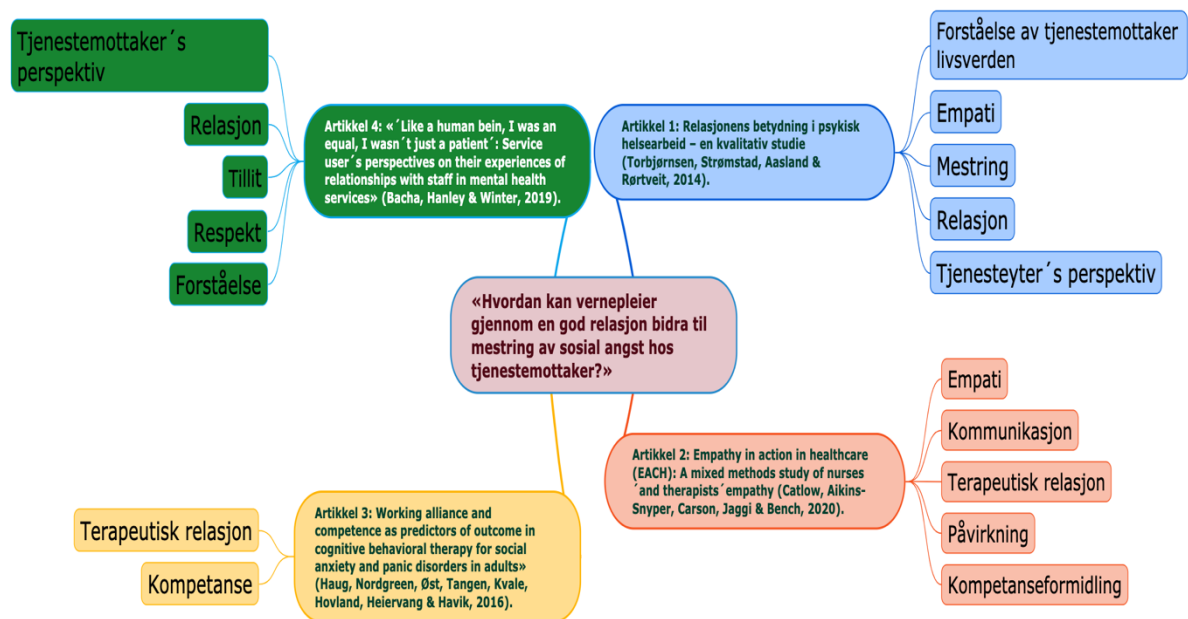 Tjenestemottaker´s
perspektiv
Relasjon
Tillit
Respekt
Forståelse
Artikkel 4: «´Like a human bein, I was an
equal, I wasn´t just a patient´: Service
user´s perspectives on their experiences of
relationships with staff in mental health
services» (Bacha, Hanley & Winter, 2019).
Artikkel 1: Relasjonens betydning i psykisk
helsearbeid – en kvalitativ studie
(Torbjørnsen, Strømstad, Aasland &
Rørtveit, 2014).
Forståelse av tjenestemottaker
livsverden
Empati
Mestring
Relasjon
Tjenesteyter´s perspektiv
«Hvordan kan vernepleier
gjennom en god relasjon bidra til
mestring av sosial angst hos
tjenestemottaker?»
Terapeutisk relasjon
Kompetanse
Artikkel 3: Working alliance and
competence as predictors of outcome in
cognitive behavioral therapy for social
anxiety and panic disorders in adults»
(Haug, Nordgreen, Øst, Tangen, Kvale,
Hovland, Heiervang & Havik, 2016).
Artikkel 2: Empathy in action in healthcare
(EACH): A mixed methods study of nurses
´and therapists´empathy (Catlow, Aikins-
Snyper, Carson, Jaggi & Bench, 2020).
Empati
Kommunikasjon
Terapeutisk relasjon
Påvirkning
Kompetanseformidling